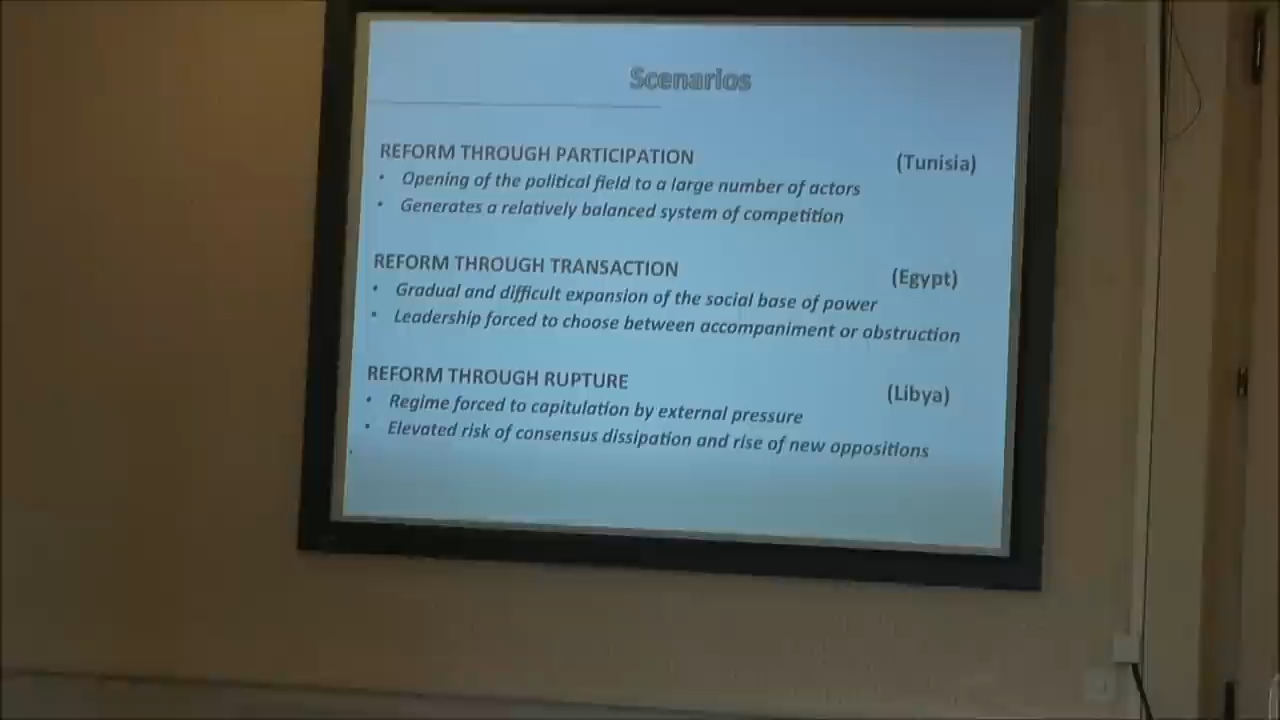 Scenarios
REFORM THROUGH PARTICIPATION (Tunisia)
• Opening of the political field to a large number of actors
• Generates a relatively balanced system of competition
REFORM THROUGH TRANSACTION (Egypt)
• Gradual and difficult expansion of the social base of power
• Leadership forced to choose between accompaniment or obstruction
REFORM THROUGH RUPTURE (Libya)
• Regime forced to capitulation by external pressure
• Elevated risk of consensus dissipation and rise of new oppositions